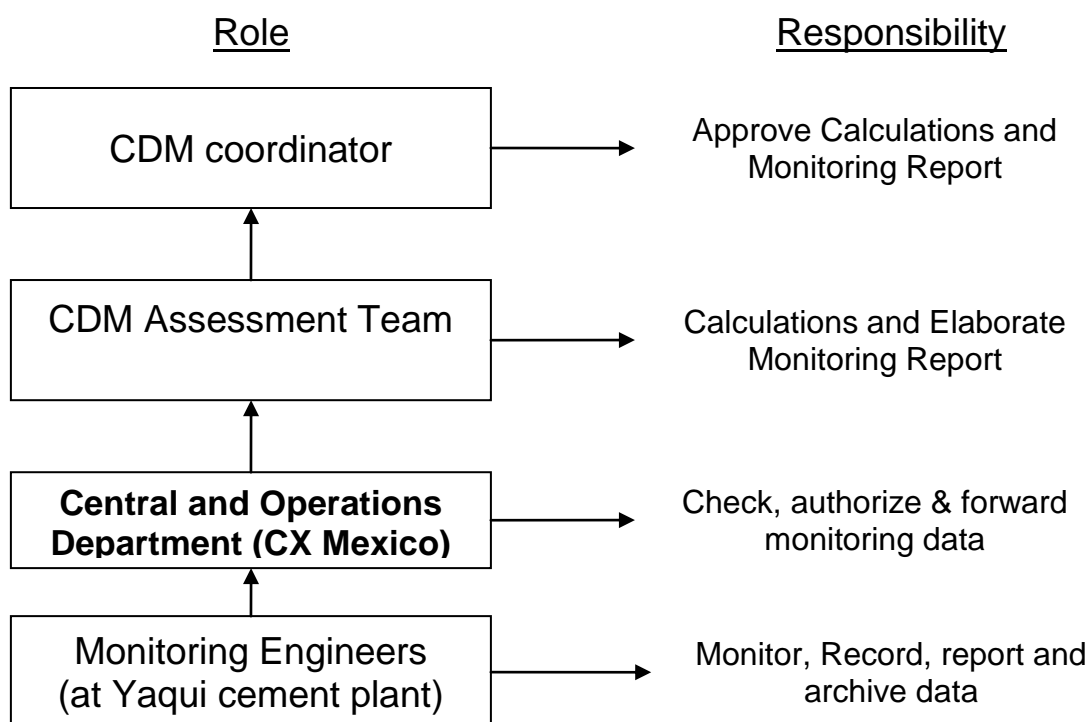 Role
Responsibility
CDM coordinator
Approve Calculations and
Monitoring Report
CDM Assessment Team
Calculations and Elaborate
Monitoring Report
Central and Operations
Department (CX Mexico)
Check, authorize & forward
monitoring data
Monitoring Engineers
(at Yaqui cement plant)
Monitor, Record, report and
archive data